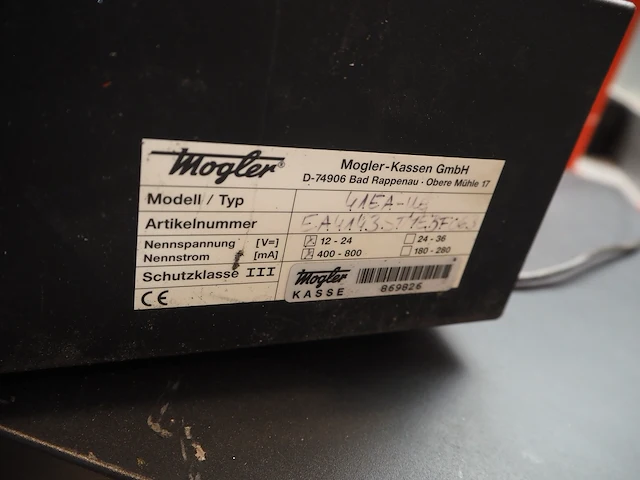 Mogler®
Mogler-Kassen GmbH
D-74906 Bad Rappenau · Obere Mühle 17
Modell / Typ
Artikelnummer
Nennspannung [V=] 12 - 24 24 - 36
Nennstrom [mA] 400 - 800 180 - 280
Schutzklasse III
CE
Mogler
KASSE 869826